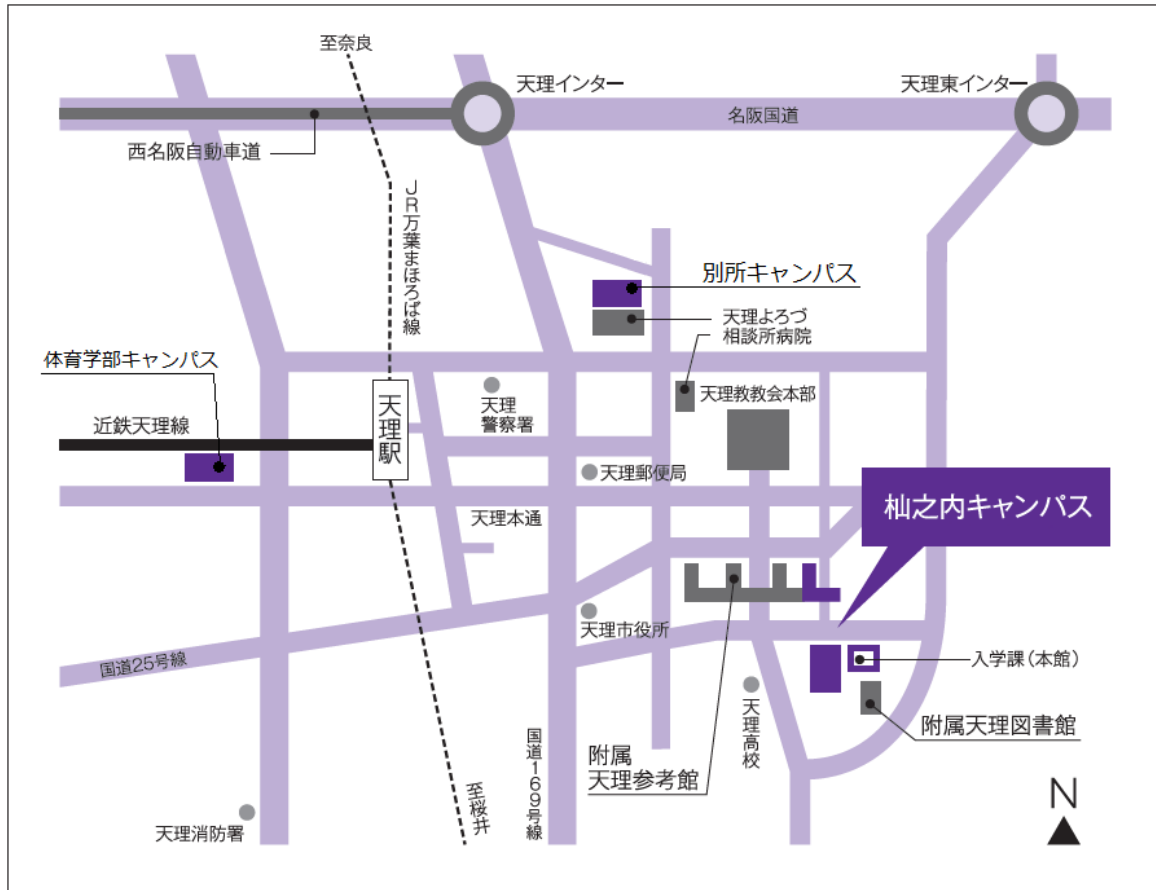 至奈良
天理インター
天理東インター
名阪国道
西名阪自動車道
JR万葉まほろば線
別所キャンパス
天理よろづ
相談所病院
体育学部キャンパス
天理
警察署
天理教教会本部
天理駅
近鉄天理線
天理郵便局
天理本通
杣之内キャンパス
天理市役所
国道25号線
入学課(本館)
天理高校
附属天理図書館
国道169号線
附属
天理参考館
至桜井
天理消防署
N